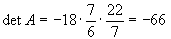 det A = −18 · 7/6 · 22/7 = −66